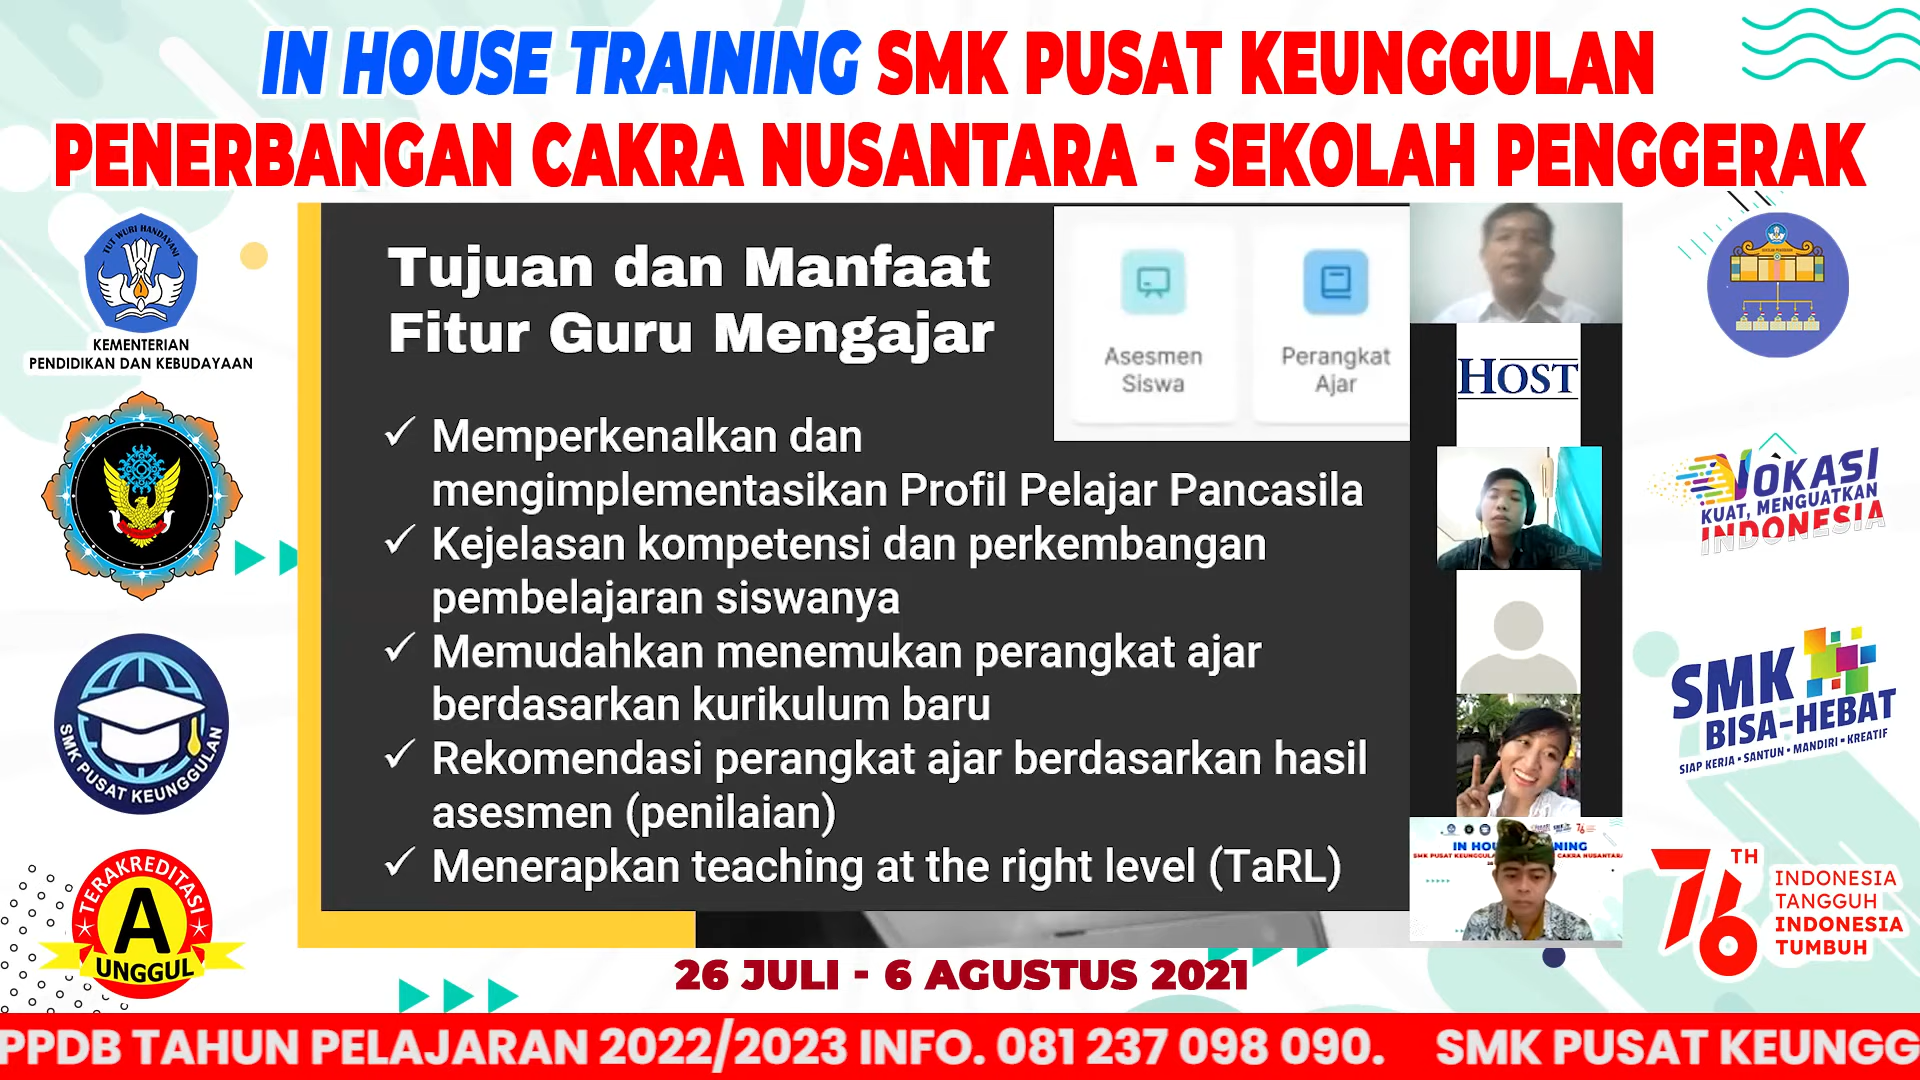 IN HOUSE TRAINING SMK PUSAT KEUNGGULAN
PENERBANGAN CAKRA NUSANTARA - SEKOLAH PENGGERAK
TUT WURI HANDAYANI
KEMENTERIAN
PENDIDIKAN DAN KEBUDAYAAN
SMK PUSAT KEUNGGULAN
TERAKREDITASI
A
UNGGUL
Tujuan dan Manfaat
Fitur Guru Mengajar
Asesmen
Siswa
Perangkat
Ajar
✓ Memperkenalkan dan
mengimplementasikan Profil Pelajar Pancasila
✓ Kejelasan kompetensi dan perkembangan
pembelajaran siswanya
✓ Memudahkan menemukan perangkat ajar
berdasarkan kurikulum baru
✓ Rekomendasi perangkat ajar berdasarkan hasil
asesmen (penilaian)
✓ Menerapkan teaching at the right level (TaRL)
HOST
VOKASI
KUAT, MENGUATKAN
INDONESIA
SMK
BISA-HEBAT
SIAP KERJA • SANTUN • MANDIRI • KREATIF
76TH
INDONESIA
TANGGUH
INDONESIA
TUMBUH
26 JULI - 6 AGUSTUS 2021
PPDB TAHUN PELAJARAN 2022/2023 INFO. 081 237 098 090. SMK PUSAT KEUNGG